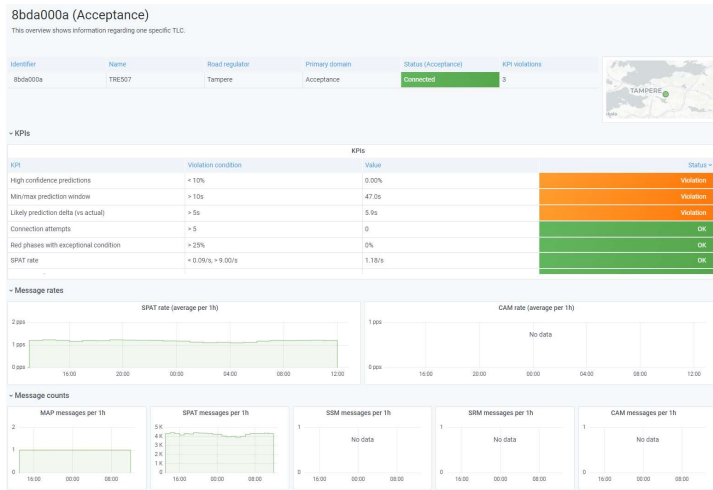 8bda000a (Acceptance)
This overview shows information regarding one specific TLC.
Identifier Name Road regulator Primary domain Status (Acceptance) KPI violations
8bda000a TRE507 Tampere Acceptance Connected 3
TAMPERE
KPIs
KPIs
KPI Violation condition Value Status
High confidence predictions < 10% 0.00% Violation
Min/max prediction window > 10s 47.0s Violation
Likely prediction delta (vs actual) > 5s 5.9s Violation
Connection attempts > 5 0 OK
Red phases with exceptional condition > 25% 0% OK
SPAT rate < 0.09/s, > 9.00/s 1.18/s OK
Message rates
SPAT rate (average per 1h) CAM rate (average per 1h)
2 pps 1 pps
No data
1 pps
0 pps 0 pps
16:00 20:00 00:00 04:00 08:00 12:00 16:00 20:00 00:00 04:00 08:00 12:00
Message counts
MAP messages per 1h SPAT messages per 1h SSM messages per 1h SRM messages per 1h CAM messages per 1h
2 5 K 1 1 1
4 K No data No data No data
1 3 K
2 K
1 K
0 0 0 0 0
16:00 00:00 08:00 16:00 00:00 08:00 16:00 00:00 08:00 16:00 00:00 08:00 16:00 00:00 08:00